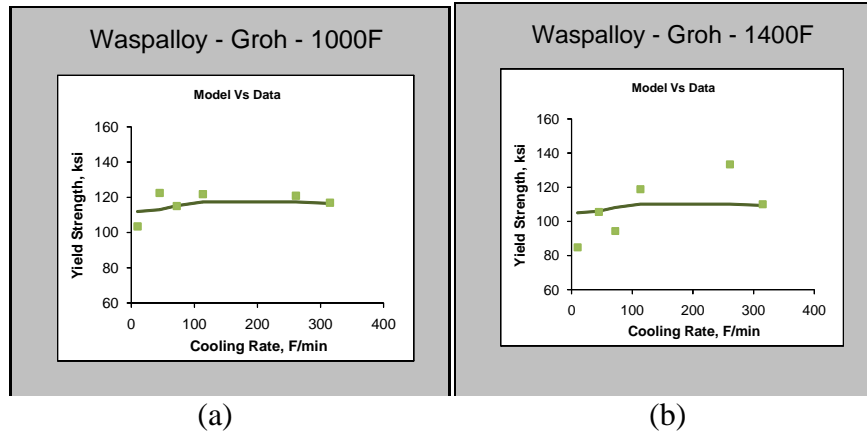 Waspalloy - Groh - 1000F
Model Vs Data
160
140
120
100
80
60
Yield Strength, ksi
0 100 200 300 400
Cooling Rate, F/min
(a)
Waspalloy - Groh - 1400F
Model Vs Data
160
140
120
100
80
60
Yield Strength, ksi
0 100 200 300 400
Cooling Rate, F/min
(b)